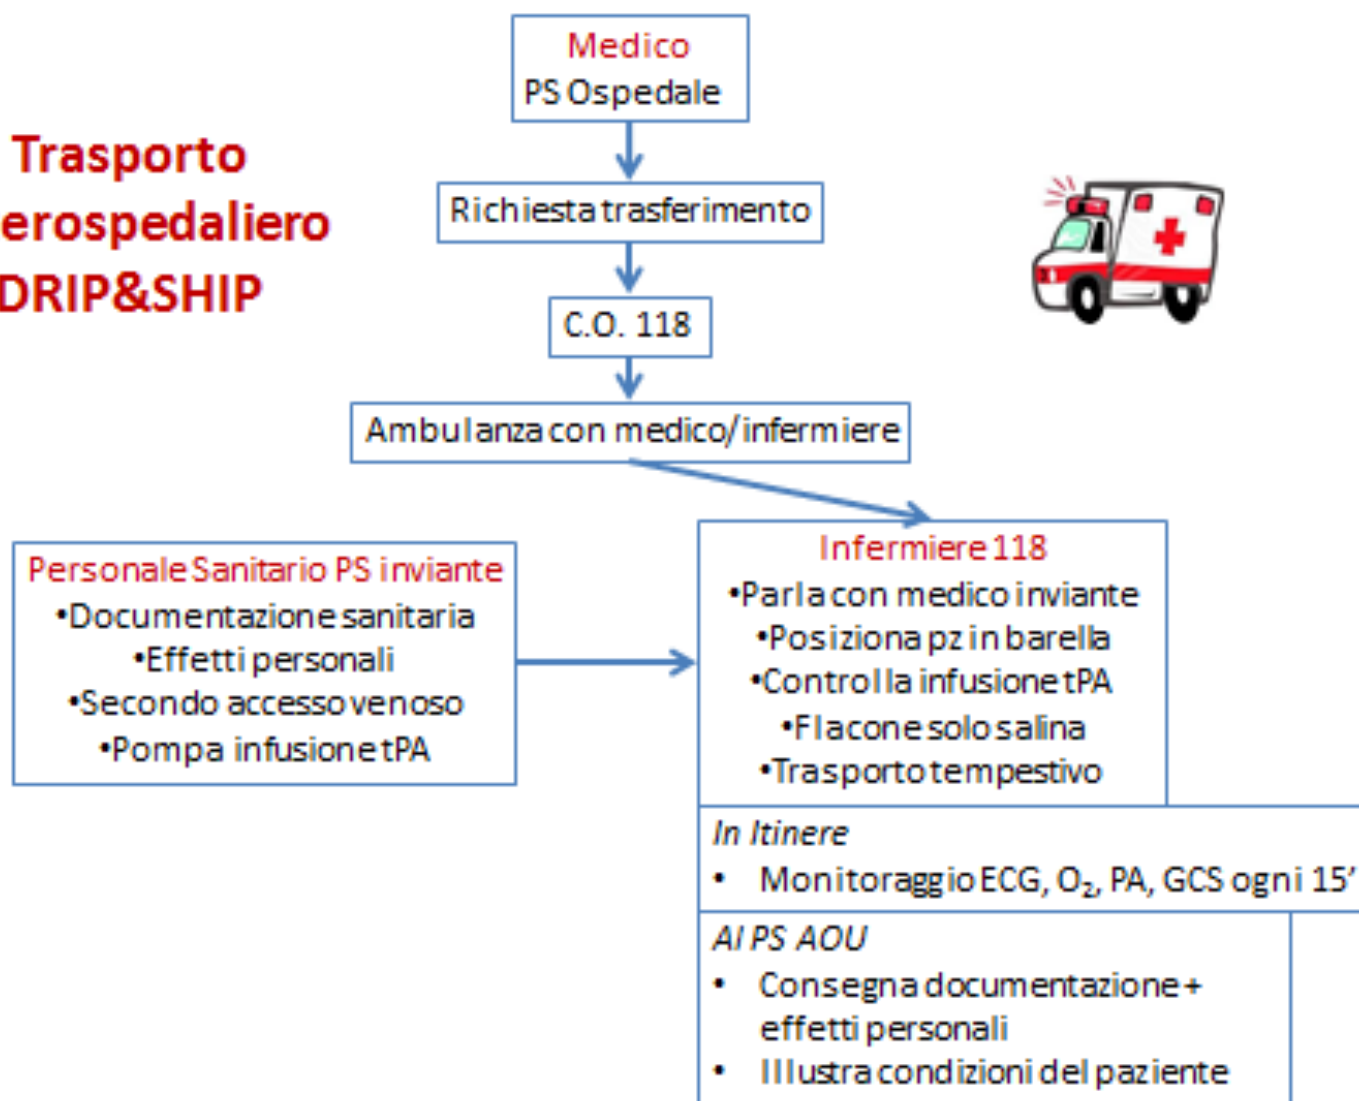 Medico
PS Ospedale
Trasporto
erospedaliero
DRIP&SHIP
Richiesta trasferimento
C.O. 118
Ambulanza con medico/infermiere
Personale Sanitario PS inviante
•Documentazione sanitaria
•Effetti personali
•Secondo accesso venoso
•Pompa infusione tPA
Infermiere 118
•Parla con medico inviante
•Posiziona pz in barella
•Controlla infusione tPA
•Flacone solo salina
•Trasporto tempestivo
In Itinere
• Monitoraggio ECG, O₂, PA, GCS ogni 15'
Al PS AOU
• Consegna documentazione +
effetti personali
• Illustra condizioni del paziente